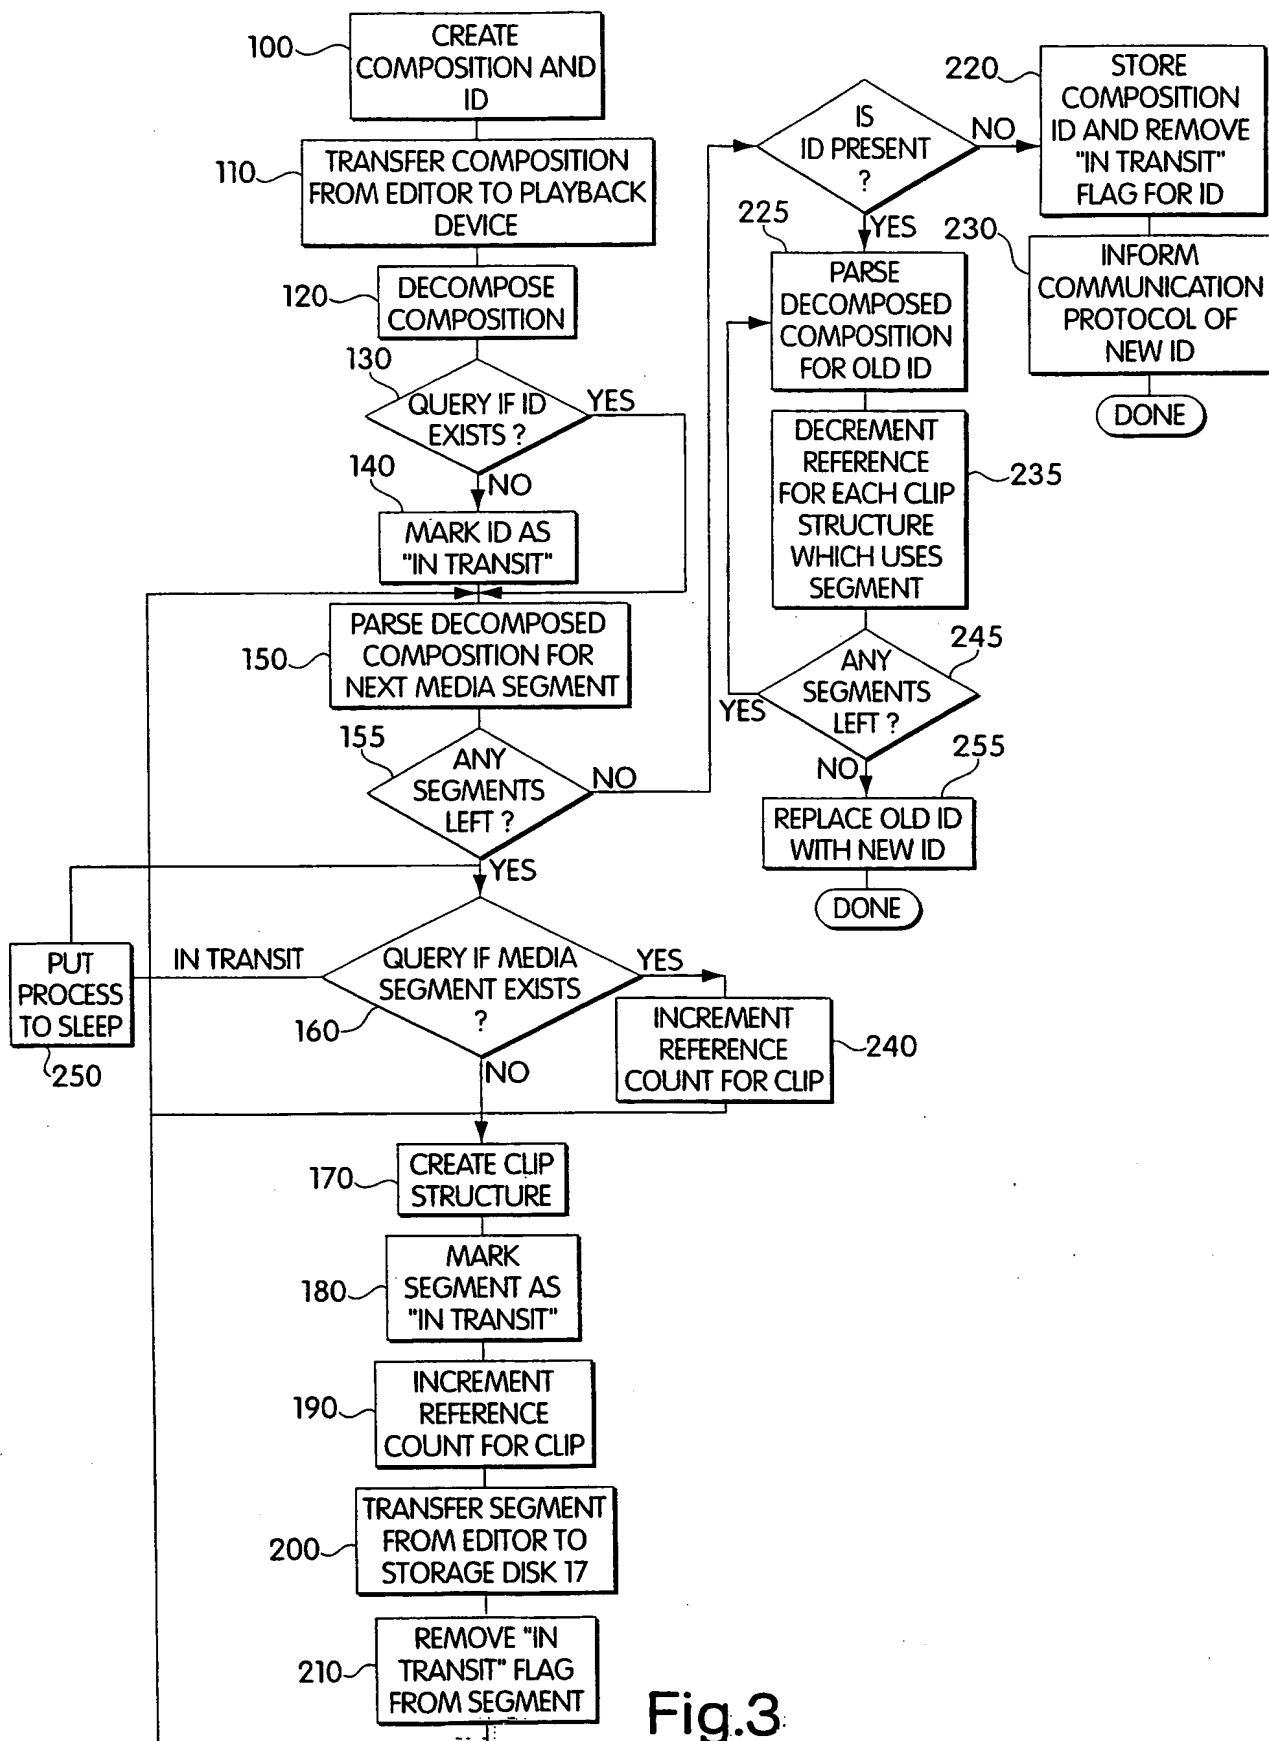 100
CREATE
COMPOSITION AND
ID
110
TRANSFER COMPOSITION
FROM EDITOR TO PLAYBACK
DEVICE
120
DECOMPOSE
COMPOSITION
130
QUERY IF ID
EXISTS ?
YES
NO
140
MARK ID AS
"IN TRANSIT"
150
PARSE DECOMPOSED
COMPOSITION FOR
NEXT MEDIA SEGMENT
155
ANY
SEGMENTS
LEFT ?
NO
YES
160
QUERY IF MEDIA
SEGMENT EXISTS
?
IN TRANSIT
YES
NO
PUT
PROCESS
TO SLEEP
250
INCREMENT
REFERENCE
COUNT FOR CLIP
240
170
CREATE CLIP
STRUCTURE
180
MARK
SEGMENT AS
"IN TRANSIT"
190
INCREMENT
REFERENCE
COUNT FOR CLIP
200
TRANSFER SEGMENT
FROM EDITOR TO
STORAGE DISK 17
210
REMOVE "IN
TRANSIT" FLAG
FROM SEGMENT
IS
ID PRESENT
?
NO
YES
220
STORE
COMPOSITION
ID AND REMOVE
"IN TRANSIT"
FLAG FOR ID
230
INFORM
COMMUNICATION
PROTOCOL OF
NEW ID
DONE
225
PARSE
DECOMPOSED
COMPOSITION
FOR OLD ID
DECREMENT
REFERENCE
FOR EACH CLIP
STRUCTURE
WHICH USES
SEGMENT
235
ANY
SEGMENTS
LEFT ?
245
YES
NO
255
REPLACE OLD ID
WITH NEW ID
DONE
Fig.3